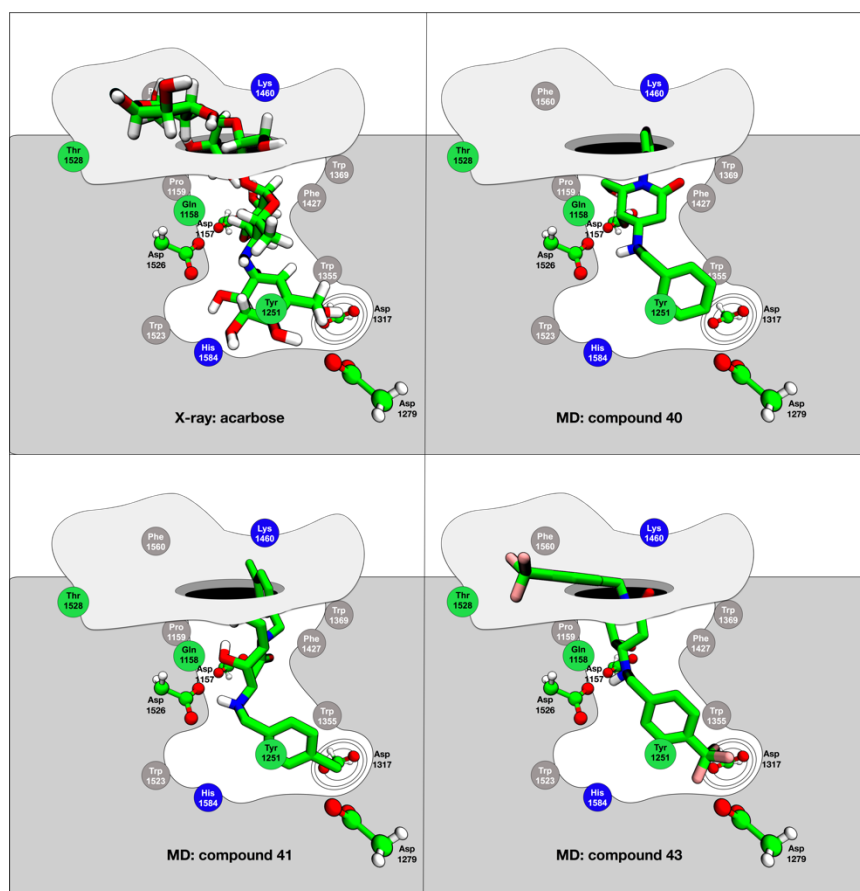 Lys
1460
Thr
1528
Trp
1369
Pro
1159
Phe
1427
Gln
1158
Asp
1157
Asp
1526
Trp
1355
Tyr
1251
Asp
1317
Trp
1523
His
1584
Asp
1279
X-ray: acarbose
Phe
1560
Lys
1460
Thr
1528
Trp
1369
Pro
1159
Phe
1427
Gln
1158
Asp
1157
Asp
1526
Trp
1355
Tyr
1251
Asp
1317
Trp
1523
His
1584
Asp
1279
MD: compound 40
Phe
1560
Lys
1460
Thr
1528
Trp
1369
Pro
1159
Phe
1427
Gln
1158
Asp
1157
Asp
1526
Trp
1355
Tyr
1251
Asp
1317
Trp
1523
His
1584
Asp
1279
MD: compound 41
Phe
1560
Lys
1460
Thr
1528
Trp
1369
Pro
1159
Phe
1427
Gln
1158
Asp
1157
Asp
1526
Trp
1355
Tyr
1251
Asp
1317
Trp
1523
His
1584
Asp
1279
MD: compound 43